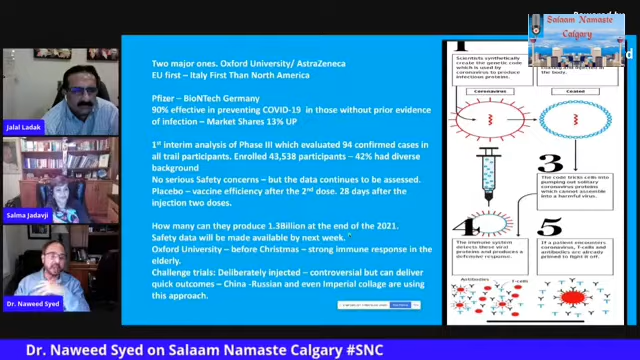 Powered by
Salaam Namaste
Calgary
Jalal Ladak
Salma Jadavji
Dr. Naweed Syed
Two major ones. Oxford University/ AstraZeneca
EU first – Italy First Than North America
Pfizer – BionTech Germany
90% effective in preventing COVID-19 in those without prior evidence
of infection – Market Shares 13% UP
1st interim analysis of Phase III which evaluated 94 confirmed cases in
all trail participants. Enrolled 43,538 participants – 42% had diverse
background
No serious Safety concerns – but the data continues to be assessed.
Placebo – vaccine efficiency after the 2nd dose. 28 days after the
injection two doses.
How many can they produce 1.3Billion at the end of the 2021.
Safety data will be made available by next week.
Oxford University – before Christmas – strong immune response in the
elderly.
Challenge trials: Deliberately injected – controversial but can deliver
quick outcomes – China -Russian and even Imperial collage are using
this approach.
1
Scientists synthetically
create the genetic code
which is used by
coronavirus to produce
infectious proteins.
the body.
Coronavirus
Coated
3
The code tricks cells into
pumping out solitary
coronavirus proteins
which cannot assemble
into a harmful virus.
4
The immune system
detects these viral
proteins and produces a
defensive response.
5
If a patient encounters
coronavirus, T-cells and
antibodies are already
primed to fight it off.
Antibodies
T-cells
Dr. Naweed Syed on Salaam Namaste Calgary #SNC